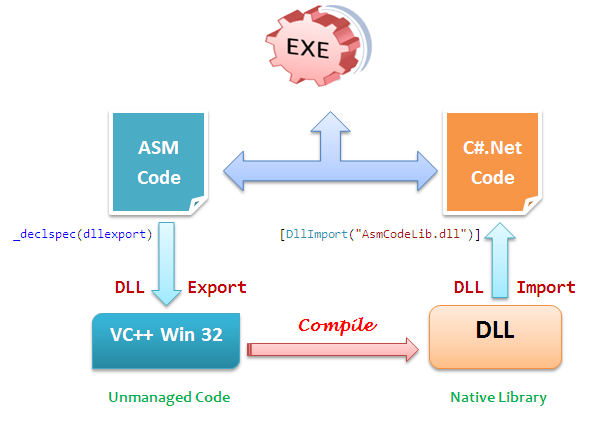 EXE
ASM
Code
C#.Net
Code
_declspec(dllexport)
[DllImport("AsmCodeLib.dll")]
DLL Export
DLL Import
VC++ Win 32
Compile
DLL
Unmanaged Code
Native Library